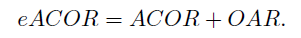 eACOR = ACOR + OAR.